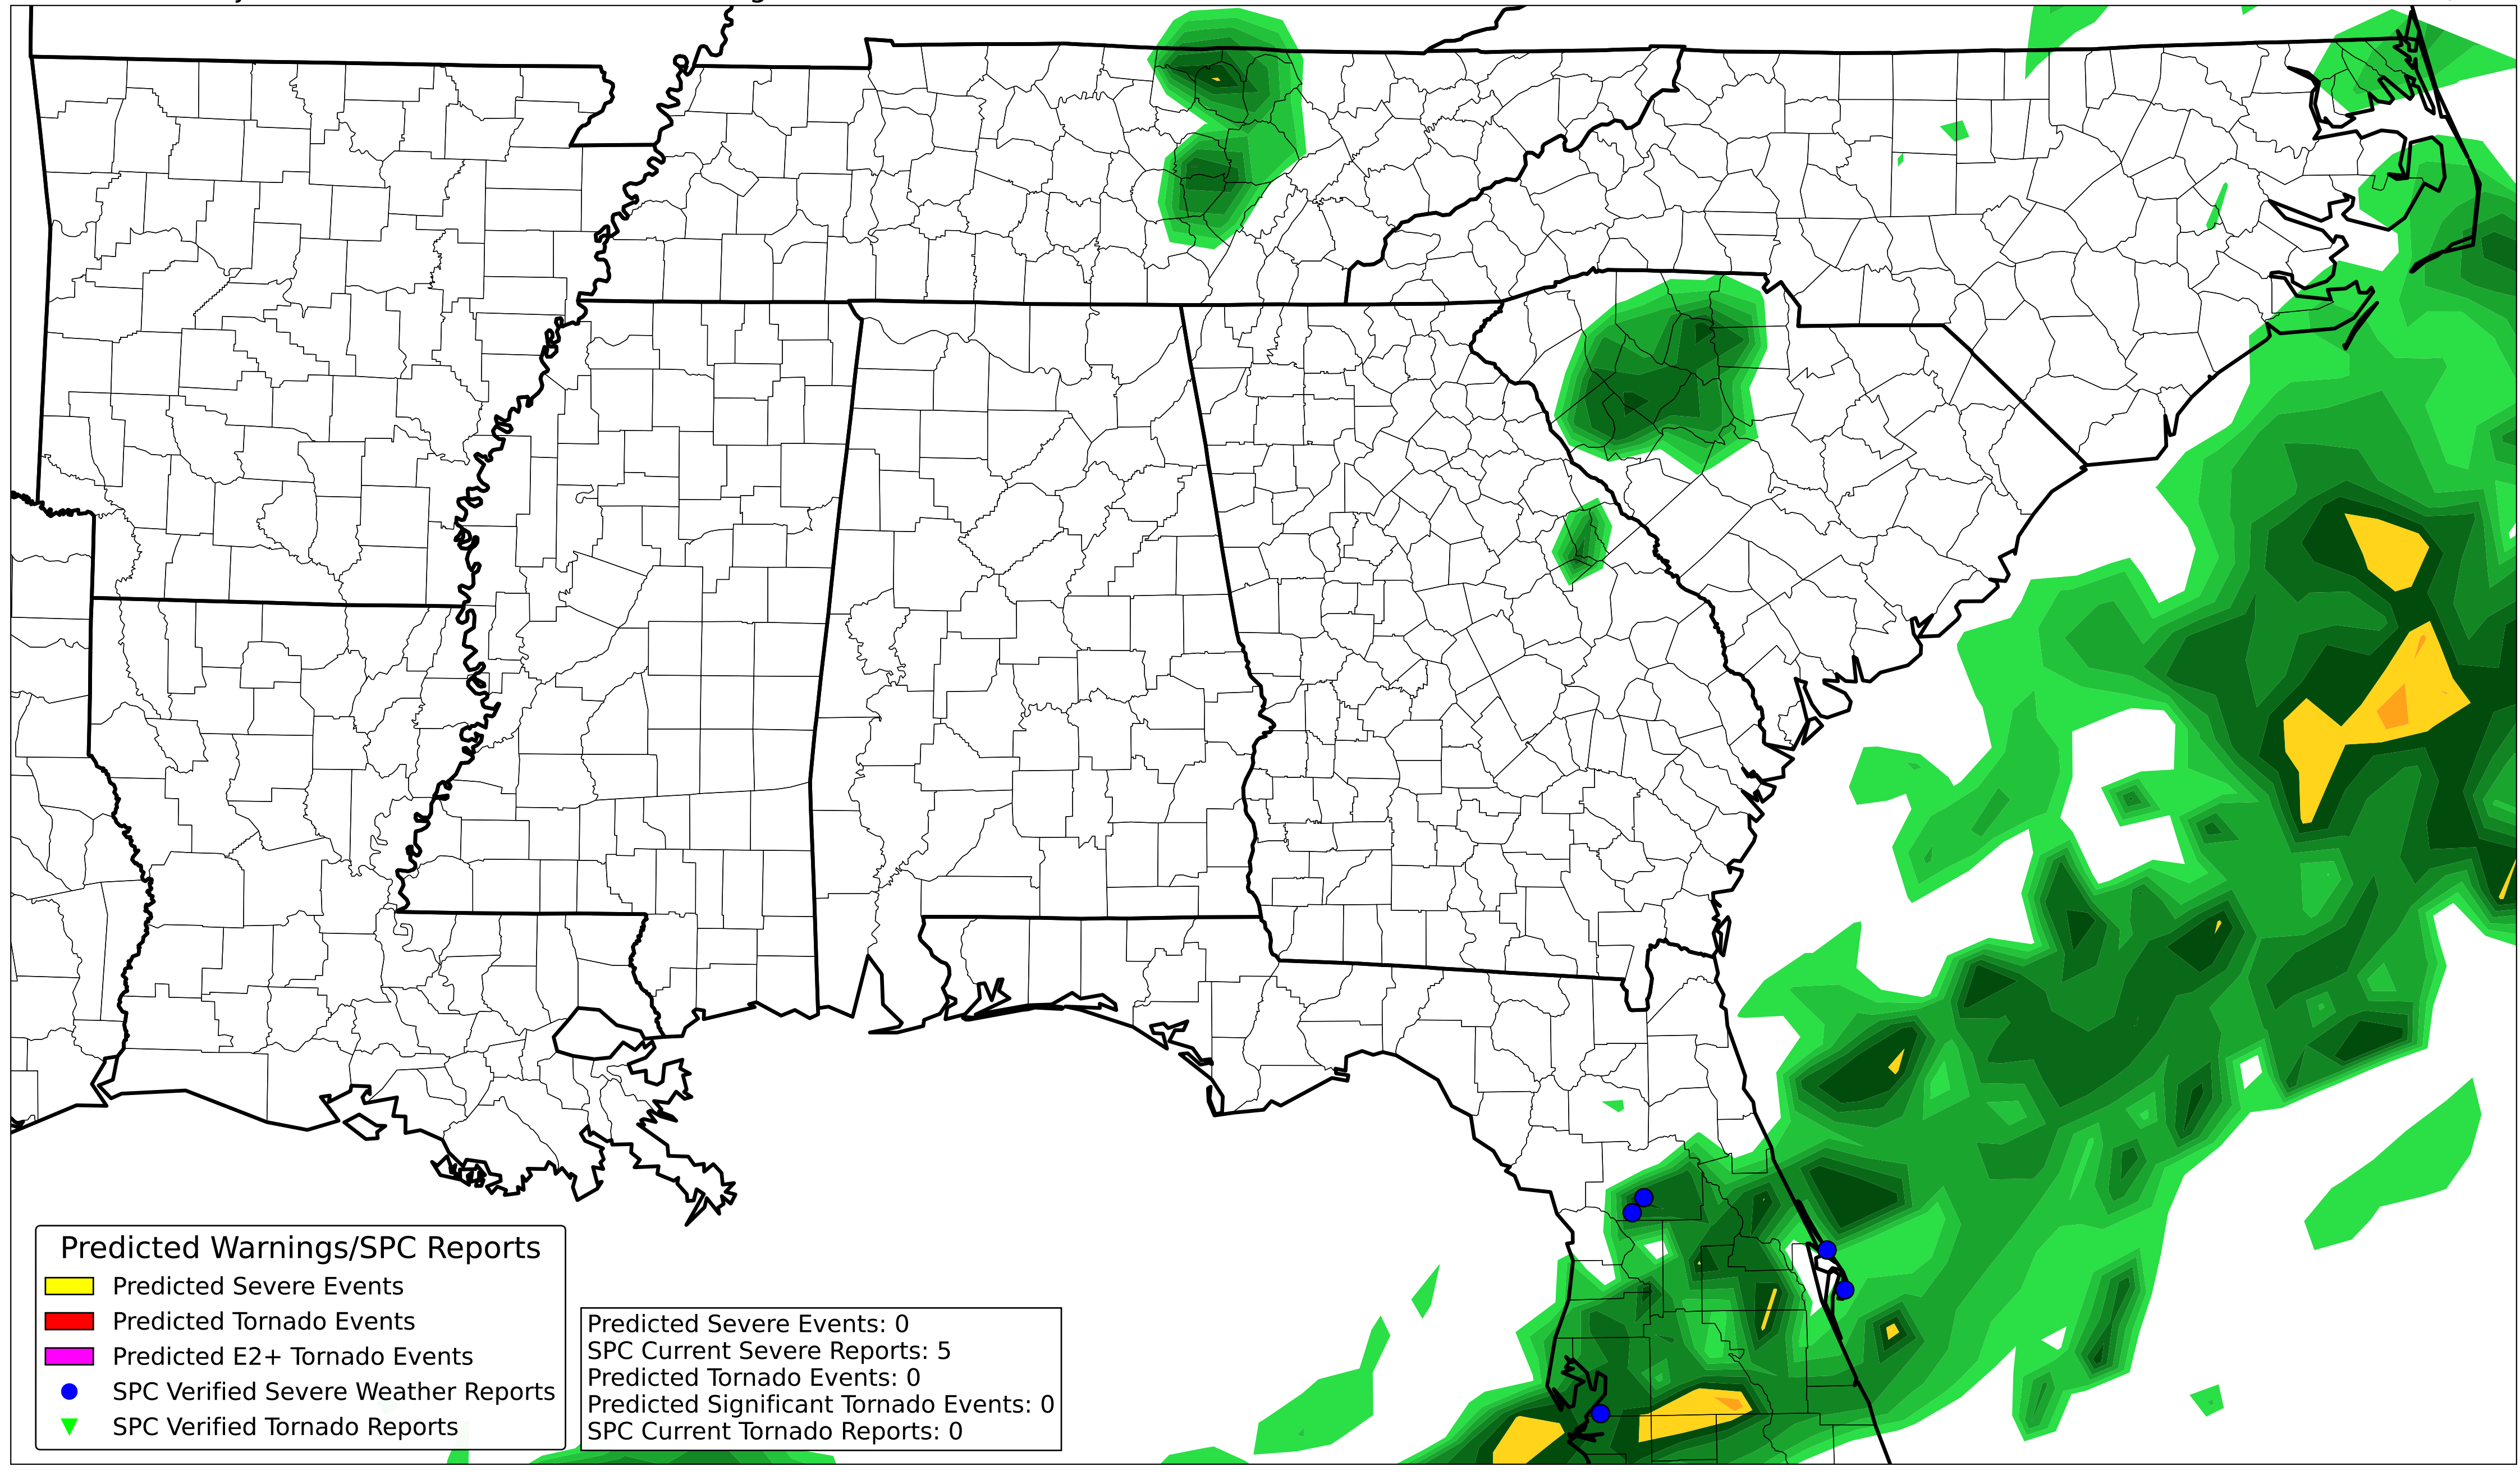 Predicted Warnings/SPC Reports
Predicted Severe Events
Predicted Tornado Events
Predicted E2+ Tornado Events
SPC Verified Severe Weather Reports
SPC Verified Tornado Reports
Predicted Severe Events: 0
SPC Current Severe Reports: 5
Predicted Tornado Events: 0
Predicted Significant Tornado Events: 0
SPC Current Tornado Reports: 0